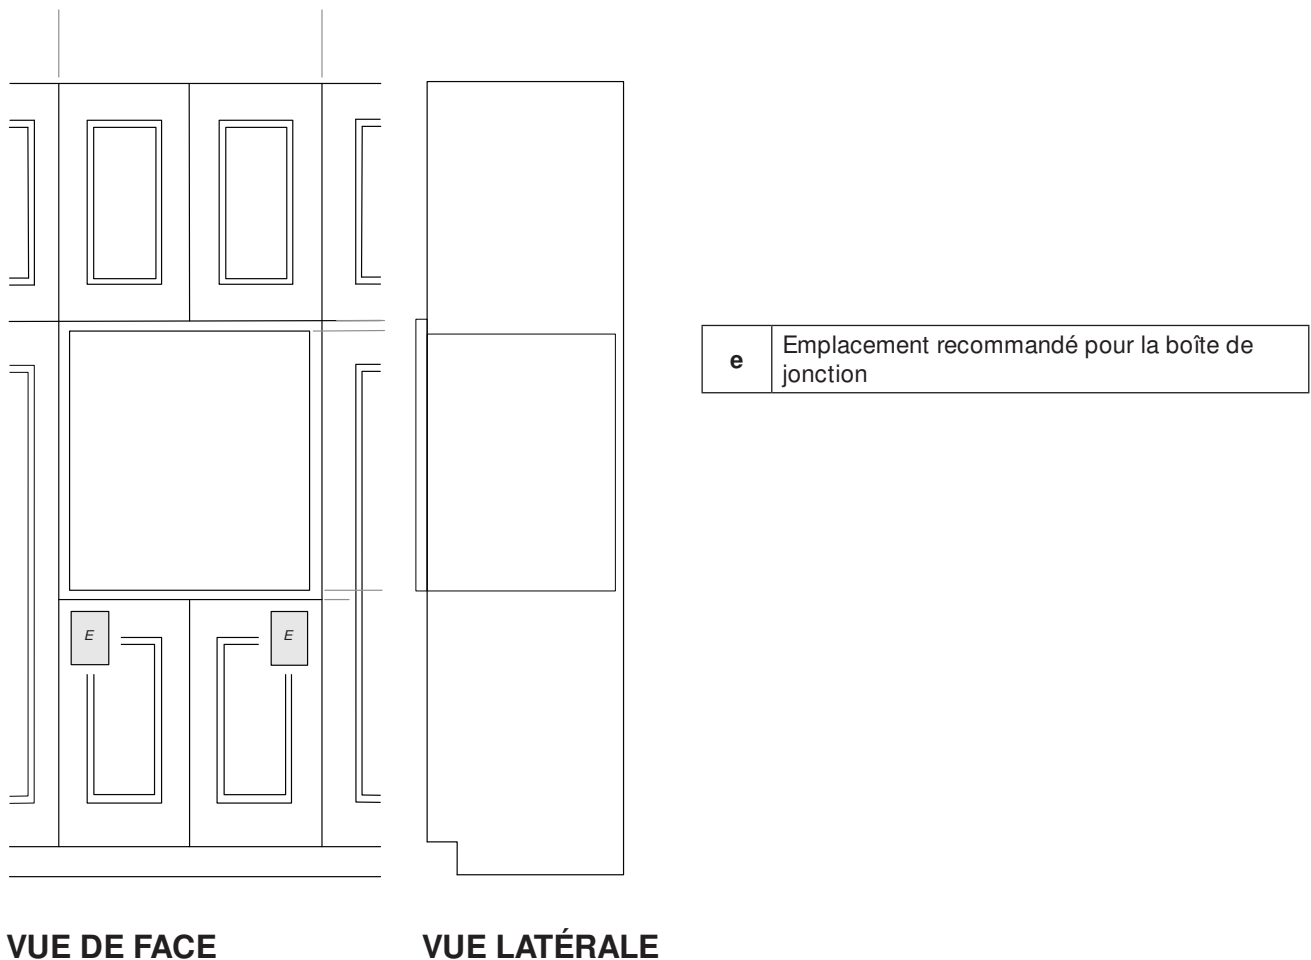 e
Emplacement recommandé pour la boîte de
jonction
E
E
VUE DE FACE
VUE LATÉRALE